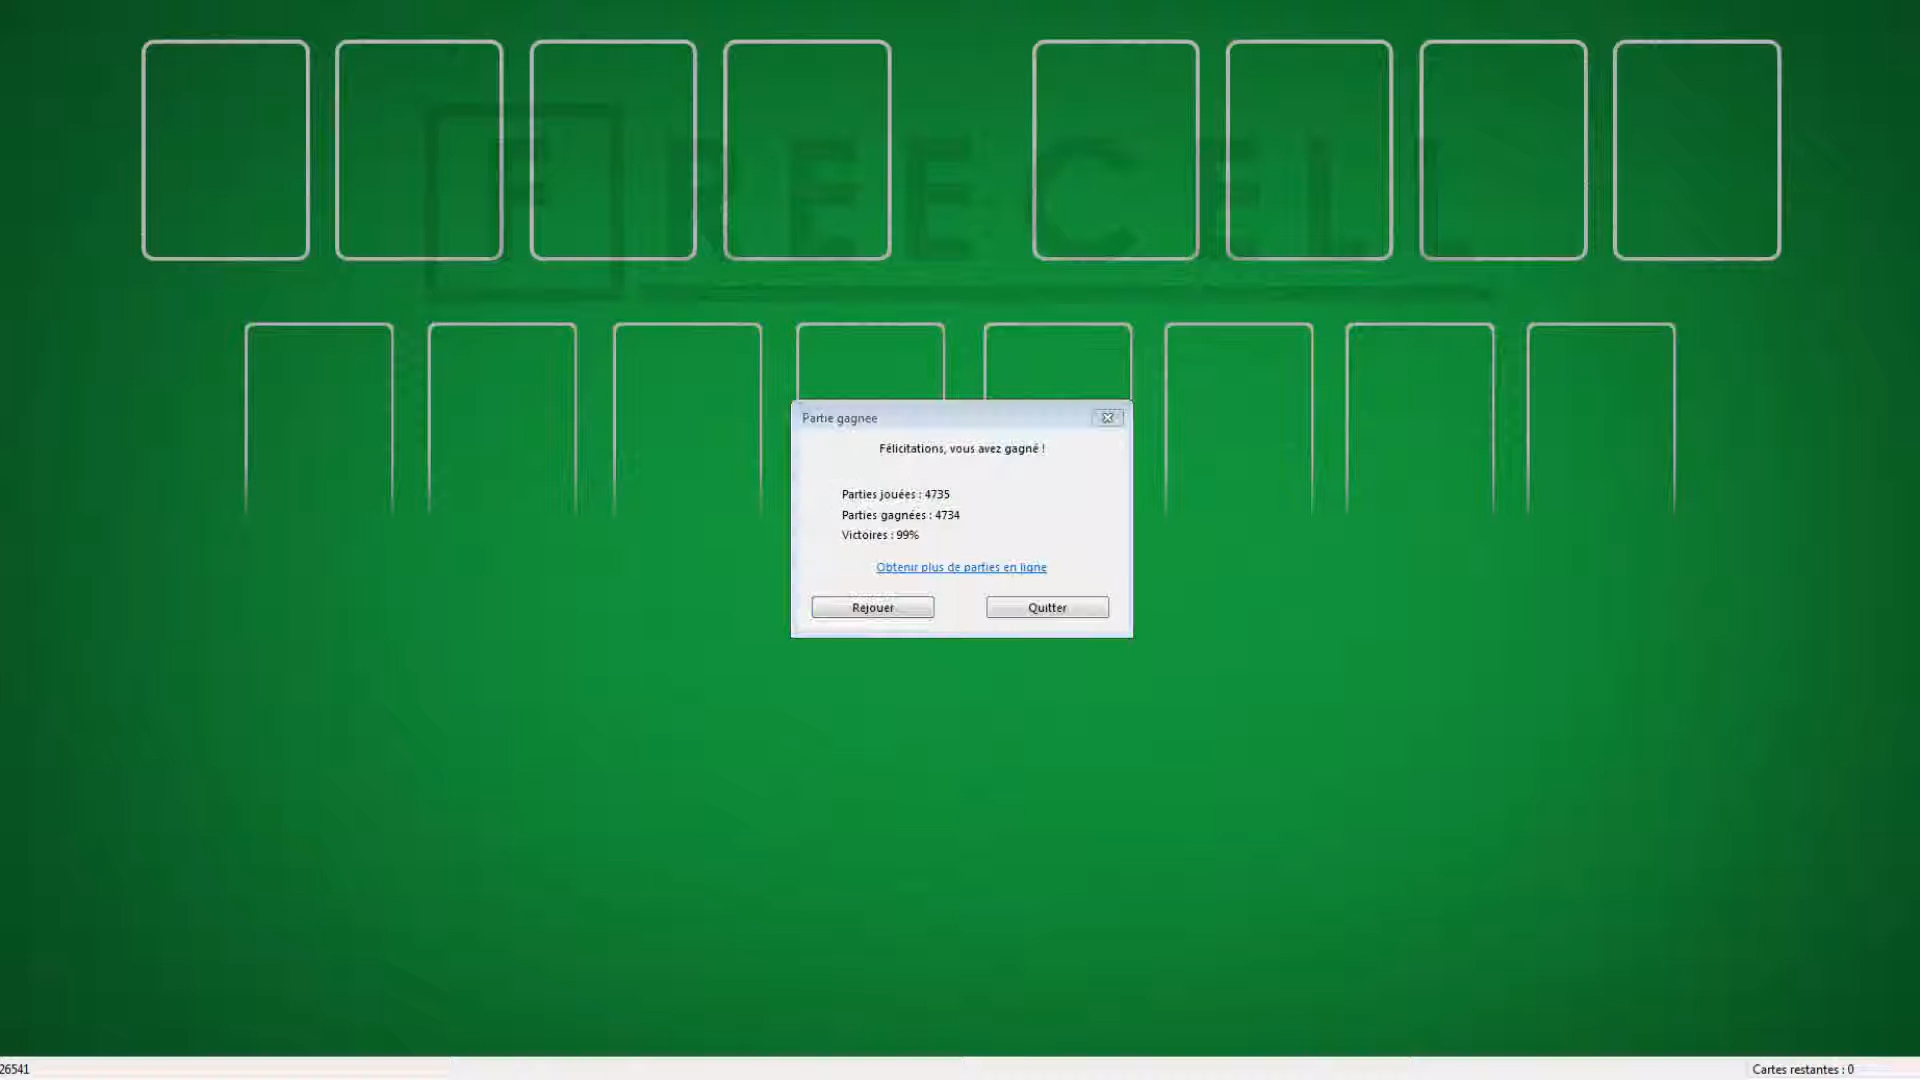 FREECELL
Partie gagnée
Félicitations, vous avez gagné !
Parties jouées : 4735
Parties gagnées : 4734
Victoires : 99%
Obtenir plus de parties en ligne
Rejouer
Quitter
26541
Cartes restantes : 0